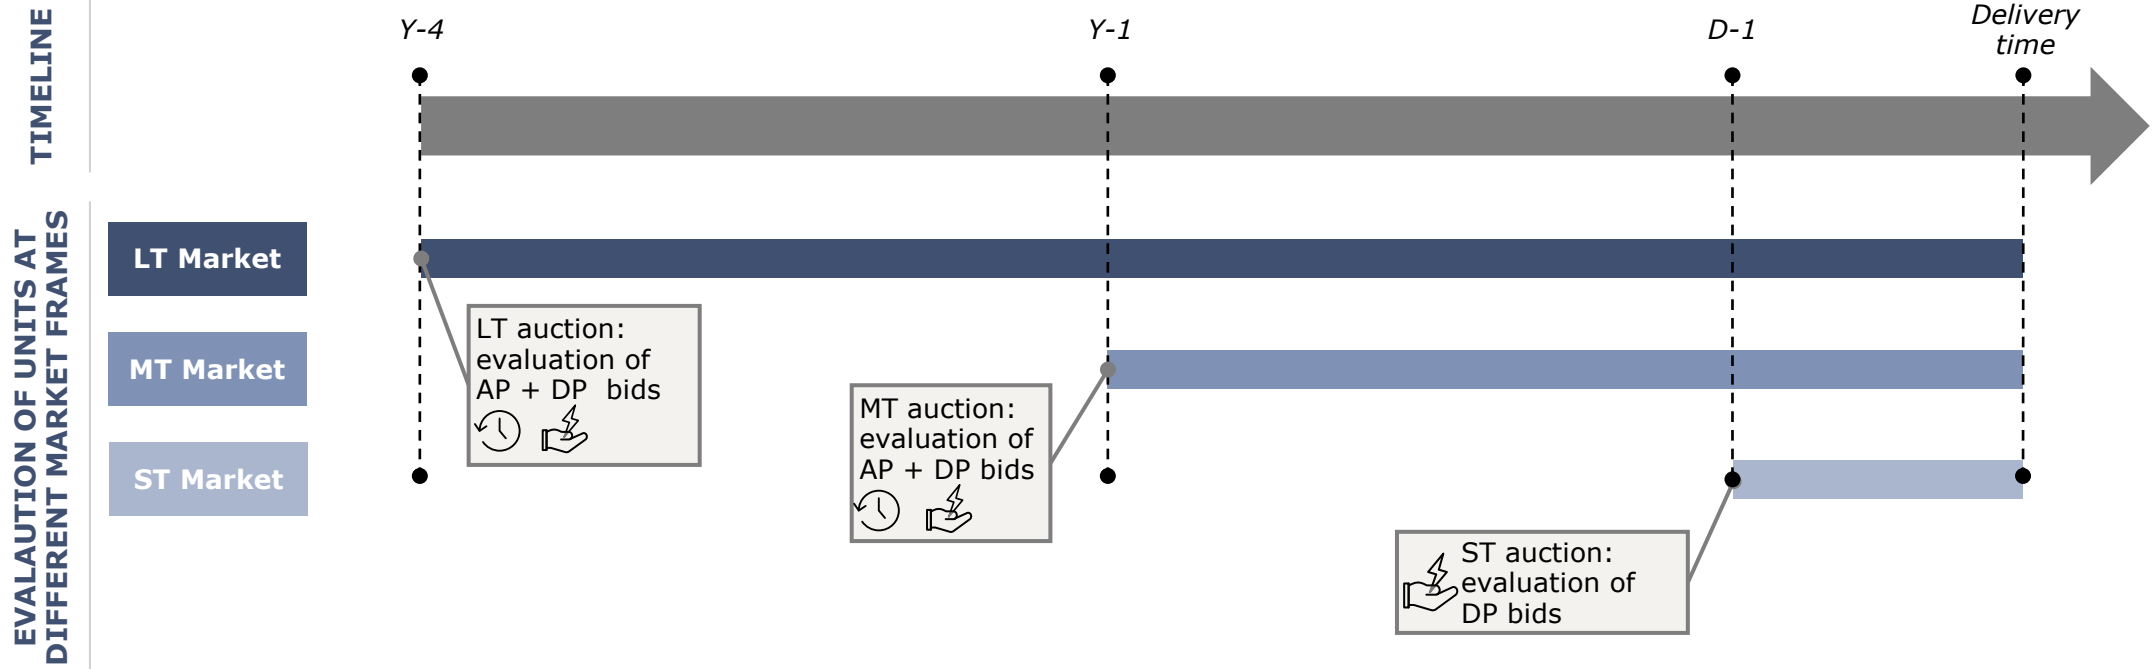 TIMELINE
Y-4
Y-1
D-1
Delivery
time
EVALAUTION OF UNITS AT
DIFFERENT MARKET FRAMES
LT Market
LT auction:
evaluation of
AP + DP  bids
MT Market
MT auction:
evaluation of
AP + DP bids
ST Market
ST auction:
evaluation of
DP bids